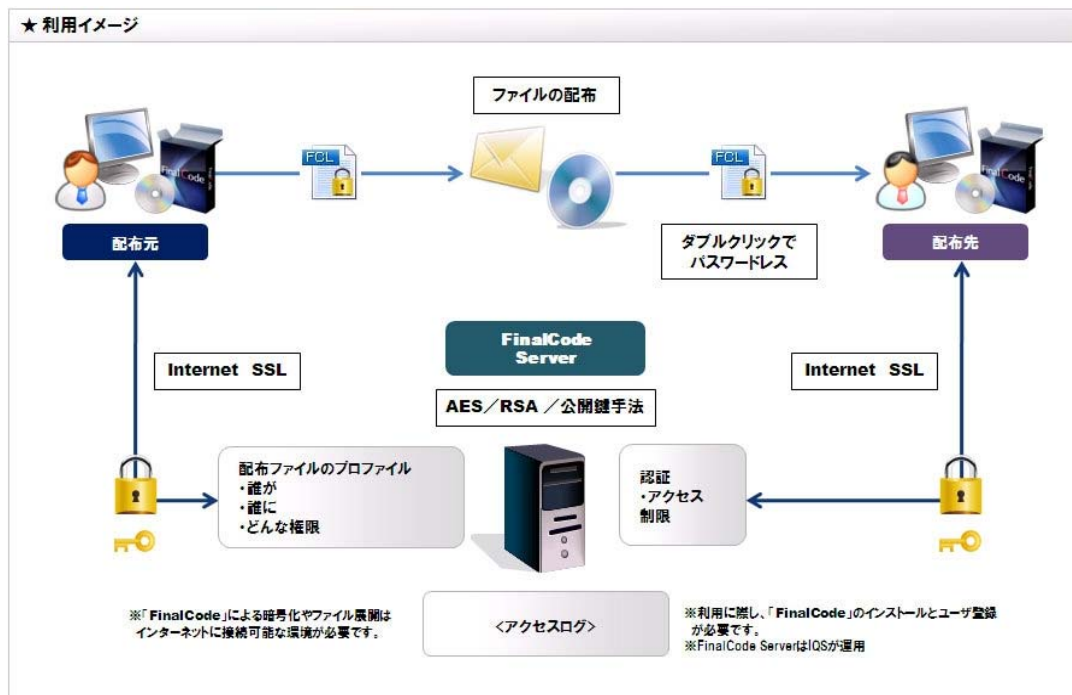 ★ 利用イメージ
ファイルの配布
FCL
FCL
Final Code
Final Code
配布元
配布先
ダブルクリックで
パスワードレス
FinalCode
Server
Internet SSL
Internet SSL
AES／RSA／公開鍵手法
配布ファイルのプロファイル
・誰が
・誰に
・どんな権限
認証
・アクセス
制限
※「FinalCode」による暗号化やファイル展開は
インターネットに接続可能な環境が必要です。
<アクセスログ>
※利用に際し、「FinalCode」のインストールとユーザ登録
が必要です。
※FinalCode ServerはIQSが運用